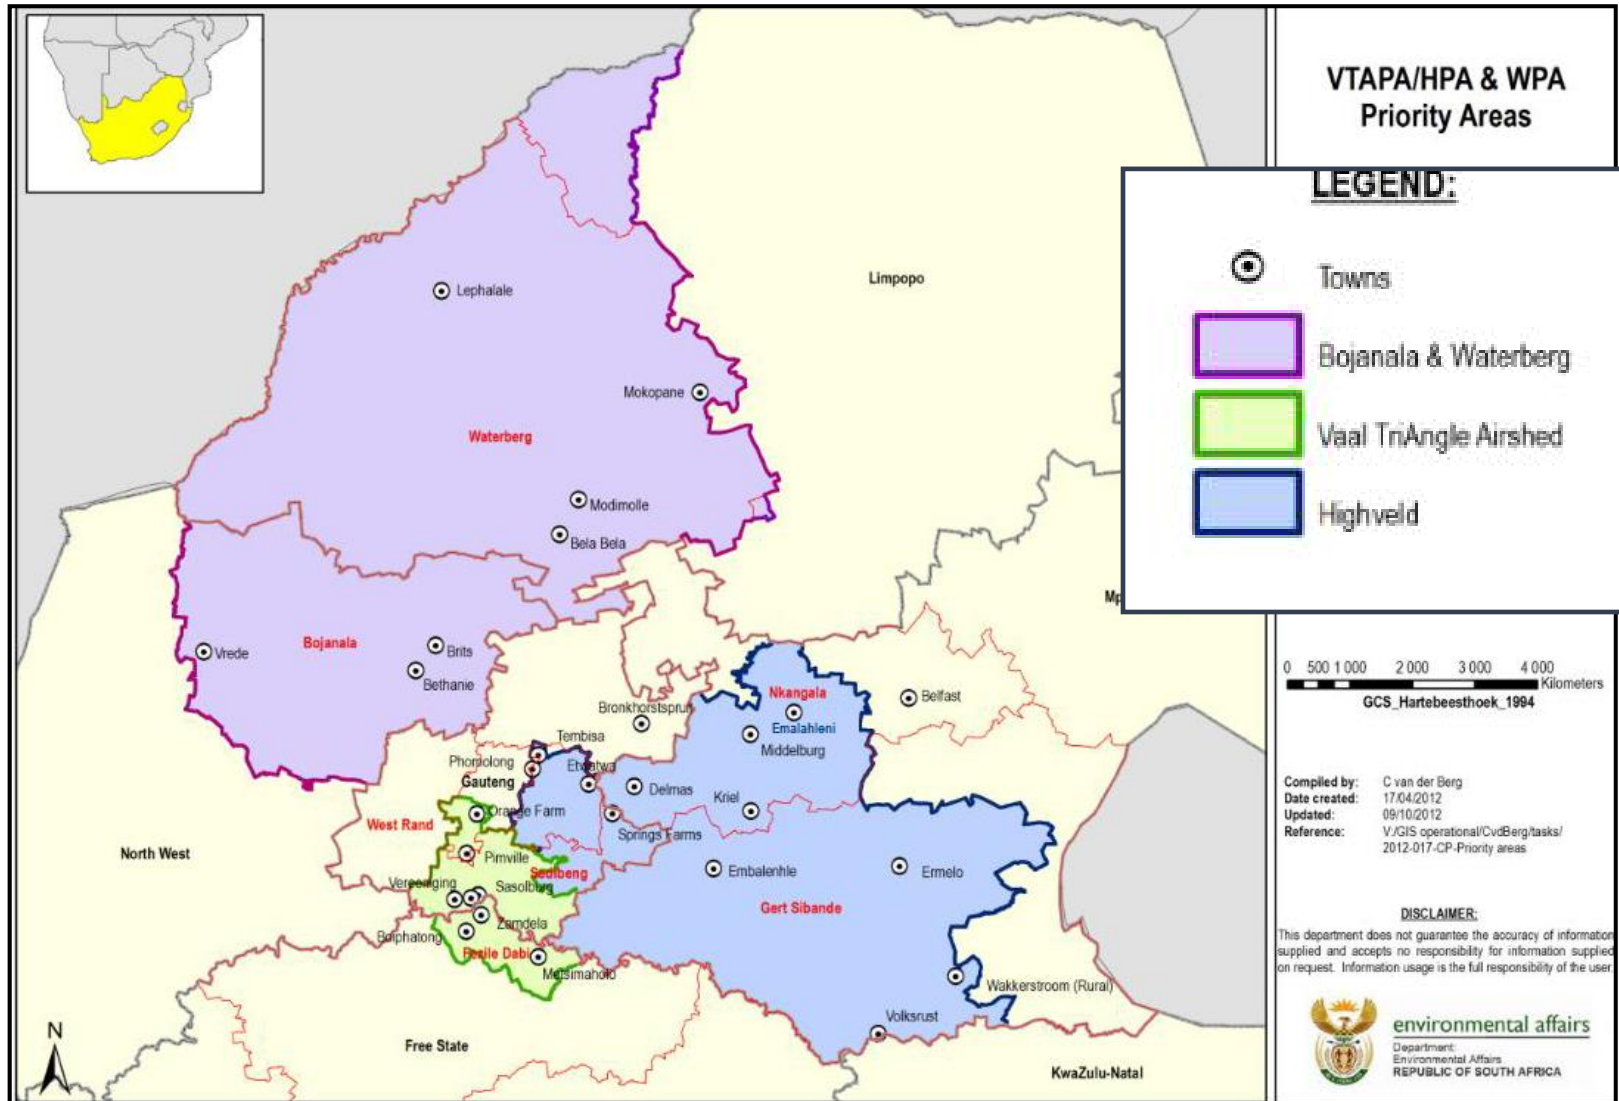 VTAPA/HPA & WPA
Priority Areas
LEGEND:
Towns
Bojanala & Waterberg
Vaal TriAngle Airshed
Highveld
Limpopo
Lephalale
Mokopane
Waterberg
Modimolle
Bela Bela
Mp
Bojanala
Vrede
Brits
Bethanie
Nkangala
Belfast
Bronkhorstsprun
Emalahleni
Middelburg
Tembisa
Phomolong
Etwatwa
Gauteng
Delmas
Kriel
Orange Farm
West Rand
Springs Farms
North West
Pimville
Sedibeng
Embalenhle
Ermelo
Vereeniging
Sasolburg
Gert Sibande
Zamdela
Boiphatong
Fezile Dabi
Metsimaholo
Wakkerstroom (Rural)
Volksrust
Free State
KwaZulu-Natal
N
0 500 1 000 2 000 3 000 4 000
Kilometers
GCS_Hartebeesthoek_1994
Compiled by: C van der Berg
Date created: 17/04/2012
Updated: 09/10/2012
Reference: V:/GIS operational/CvdBerg/tasks/
2012-017-CP-Priority areas
DISCLAIMER:
This department does not guarantee the accuracy of information
supplied and accepts no responsibility for information supplied
on request. Information usage is the full responsibility of the user.
environmental affairs
Department:
Environmental Affairs
REPUBLIC OF SOUTH AFRICA